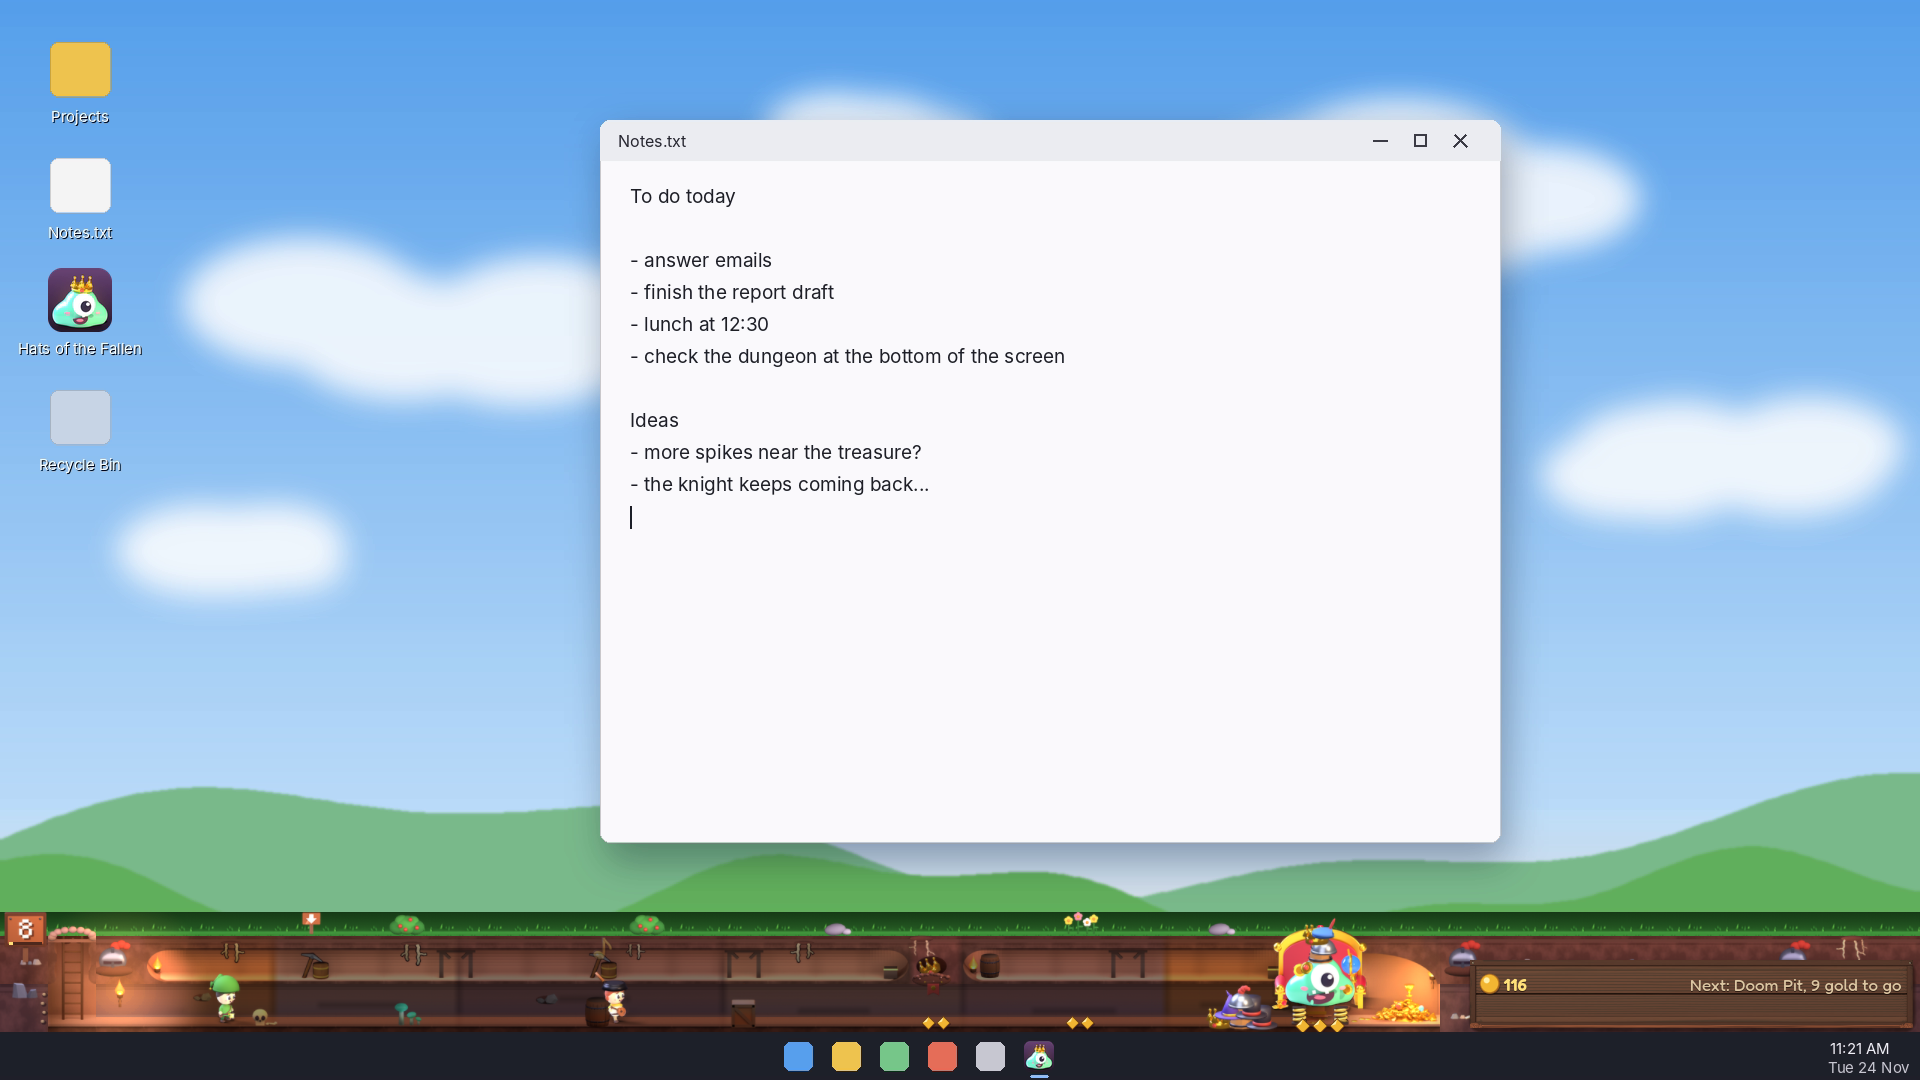 Projects
Notes.txt
Hats of the Fallen
Recycle Bin
Notes.txt
To do today
- answer emails
- finish the report draft
- lunch at 12:30
- check the dungeon at the bottom of the screen
Ideas
- more spikes near the treasure?
- the knight keeps coming back...
8
116
Next: Doom Pit, 9 gold to go
11:21 AM
Tue 24 Nov